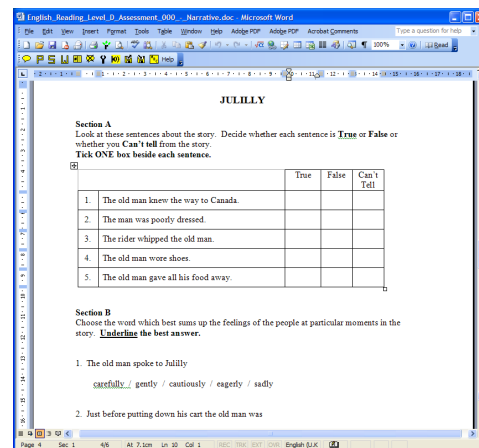 English_Reading_Level_D_Assessment_000_-_Narrative.doc - Microsoft Word
File Edit View Insert Format Tools Table Window Help Adobe PDF Adobe PDF Acrobat Comments Type a question for help
100% Read
Help
JULILLY
Section A
Look at these sentences about the story. Decide whether each sentence is True or False or
whether you Can't tell from the story.
Tick ONE box beside each sentence.
True False Can't
Tell
1. The old man knew the way to Canada.
2. The man was poorly dressed.
3. The rider whipped the old man.
4. The old man wore shoes.
5. The old man gave all his food away.
Section B
Choose the word which best sums up the feelings of the people at particular moments in the
story. Underline the best answer.
1. The old man spoke to Julilly
carefully / gently / cautiously / eagerly / sadly
2. Just before putting down his cart the old man was
Page 4 Sec 1 4/6 At 7.1cm Ln 10 Col 1 REC TRK EXT OVR English (U.K